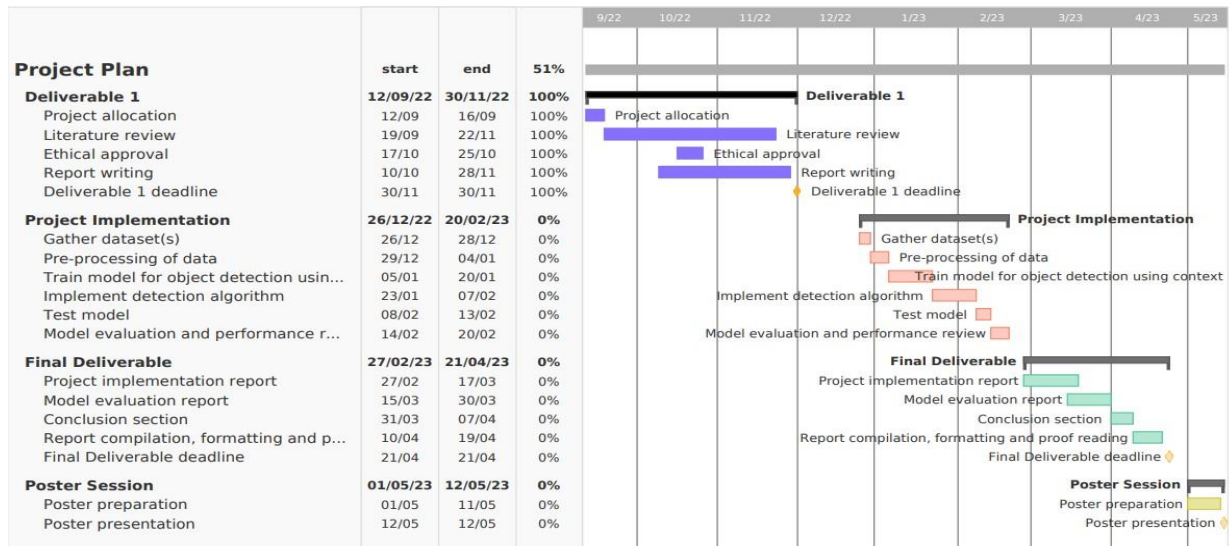 9/22 10/22 11/22 12/22 1/23 2/23 3/23 4/23 5/23
Project Plan start end 51%
Deliverable 1 12/09/22 30/11/22 100% Deliverable 1
Project allocation 12/09 16/09 100% Project allocation
Literature review 19/09 22/11 100% Literature review
Ethical approval 17/10 25/10 100% Ethical approval
Report writing 10/10 28/11 100% Report writing
Deliverable 1 deadline 30/11 30/11 100% Deliverable 1 deadline
Project Implementation 26/12/22 20/02/23 0% Project Implementation
Gather dataset(s) 26/12 28/12 0% Gather dataset(s)
Pre-processing of data 29/12 04/01 0% Pre-processing of data
Train model for object detection usin... 05/01 20/01 0% Train model for object detection using context
Implement detection algorithm 23/01 07/02 0% Implement detection algorithm
Test model 08/02 13/02 0% Test model
Model evaluation and performance r... 14/02 20/02 0% Model evaluation and performance review
Final Deliverable 27/02/23 21/04/23 0% Final Deliverable
Project implementation report 27/02 17/03 0% Project implementation report
Model evaluation report 15/03 30/03 0% Model evaluation report
Conclusion section 31/03 07/04 0% Conclusion section
Report compilation, formatting and p... 10/04 19/04 0% Report compilation, formatting and proof reading
Final Deliverable deadline 21/04 21/04 0% Final Deliverable deadline
Poster Session 01/05/23 12/05/23 0% Poster Session
Poster preparation 01/05 11/05 0% Poster preparation
Poster presentation 12/05 12/05 0% Poster presentation